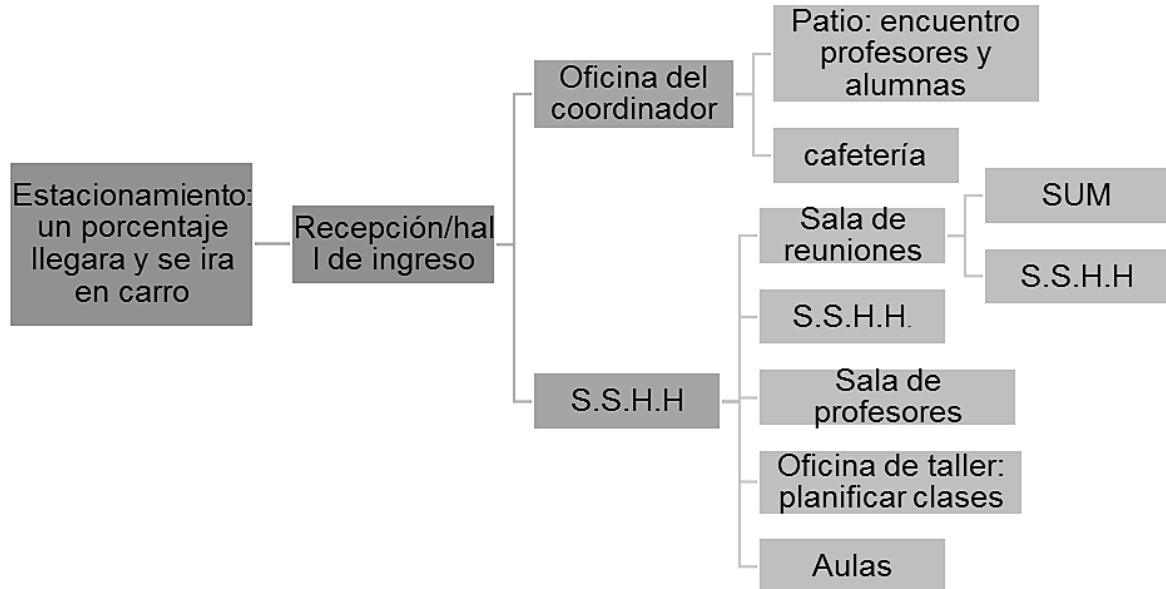 Estacionamiento:
un porcentaje
llegara y se ira
en carro
Recepción/hal
l de ingreso
Oficina del
coordinador
Patio: encuentro
profesores y
alumnas
cafetería
S.S.H.H
Sala de
reuniones
SUM
S.S.H.H
S.S.H.H.
Sala de
profesores
Oficina de taller:
planificar clases
Aulas